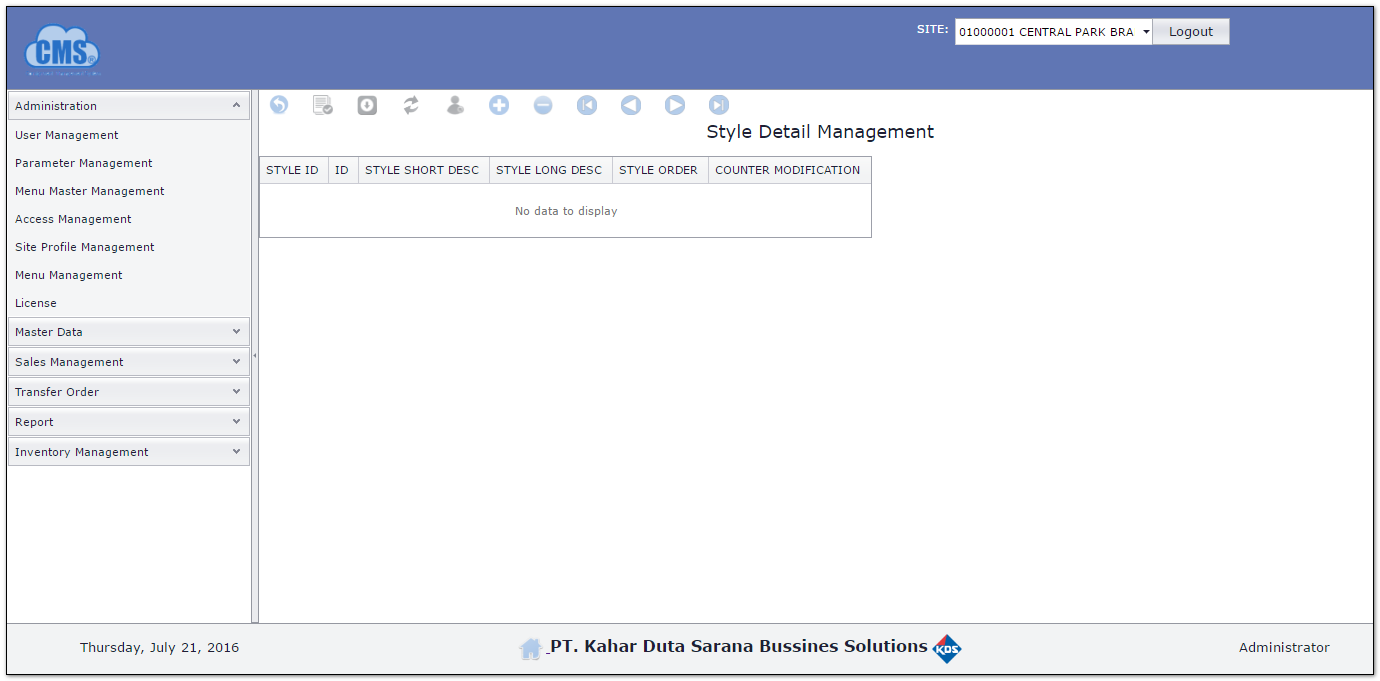 CMS
SITE: 01000001 CENTRAL PARK BRA Logout
Administration
User Management
Parameter Management
Menu Master Management
Access Management
Site Profile Management
Menu Management
License
Master Data
Sales Management
Transfer Order
Report
Inventory Management
Style Detail Management
STYLE ID ID STYLE SHORT DESC STYLE LONG DESC STYLE ORDER COUNTER MODIFICATION
No data to display
Thursday, July 21, 2016
PT. Kahar Duta Sarana Bussines Solutions KDS
Administrator